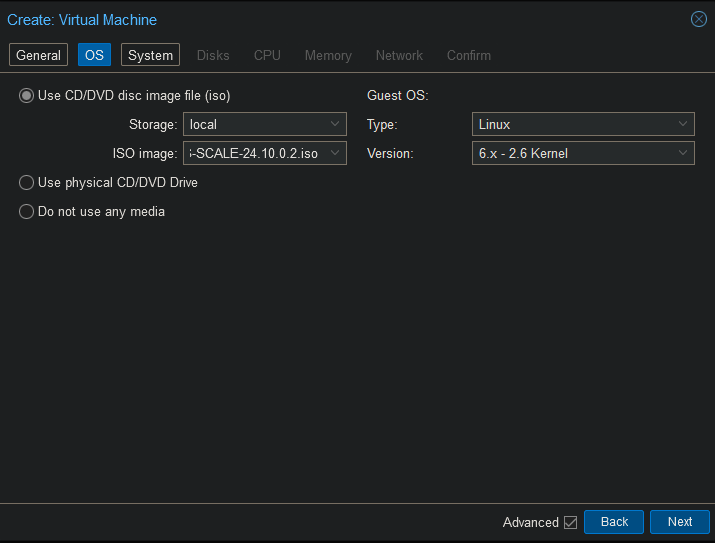 Create: Virtual Machine
General OS System Disks CPU Memory Network Confirm
Use CD/DVD disc image file (iso)
Storage: local
ISO image: -SCALE-24.10.0.2.iso
Use physical CD/DVD Drive
Do not use any media
Guest OS:
Type: Linux
Version: 6.x - 2.6 Kernel
Advanced Back Next